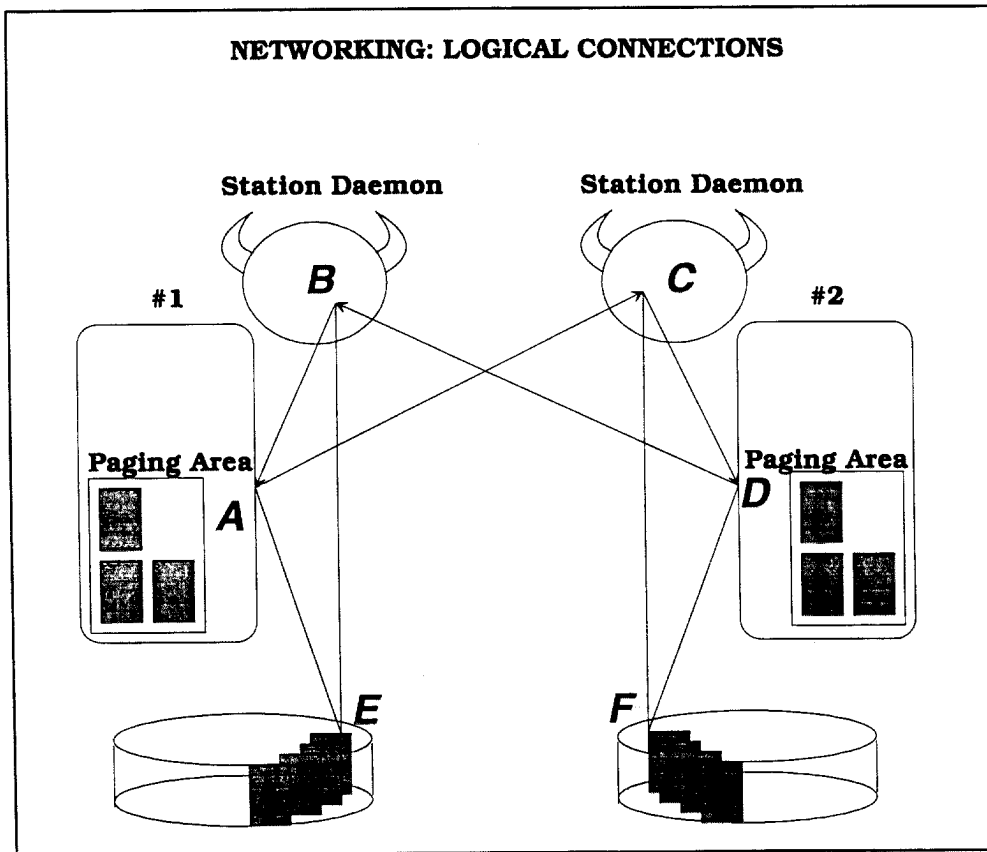 NETWORKING: LOGICAL CONNECTIONS
Station Daemon
Station Daemon
B
C
#1
#2
Paging Area
Paging Area
A
D
E
F